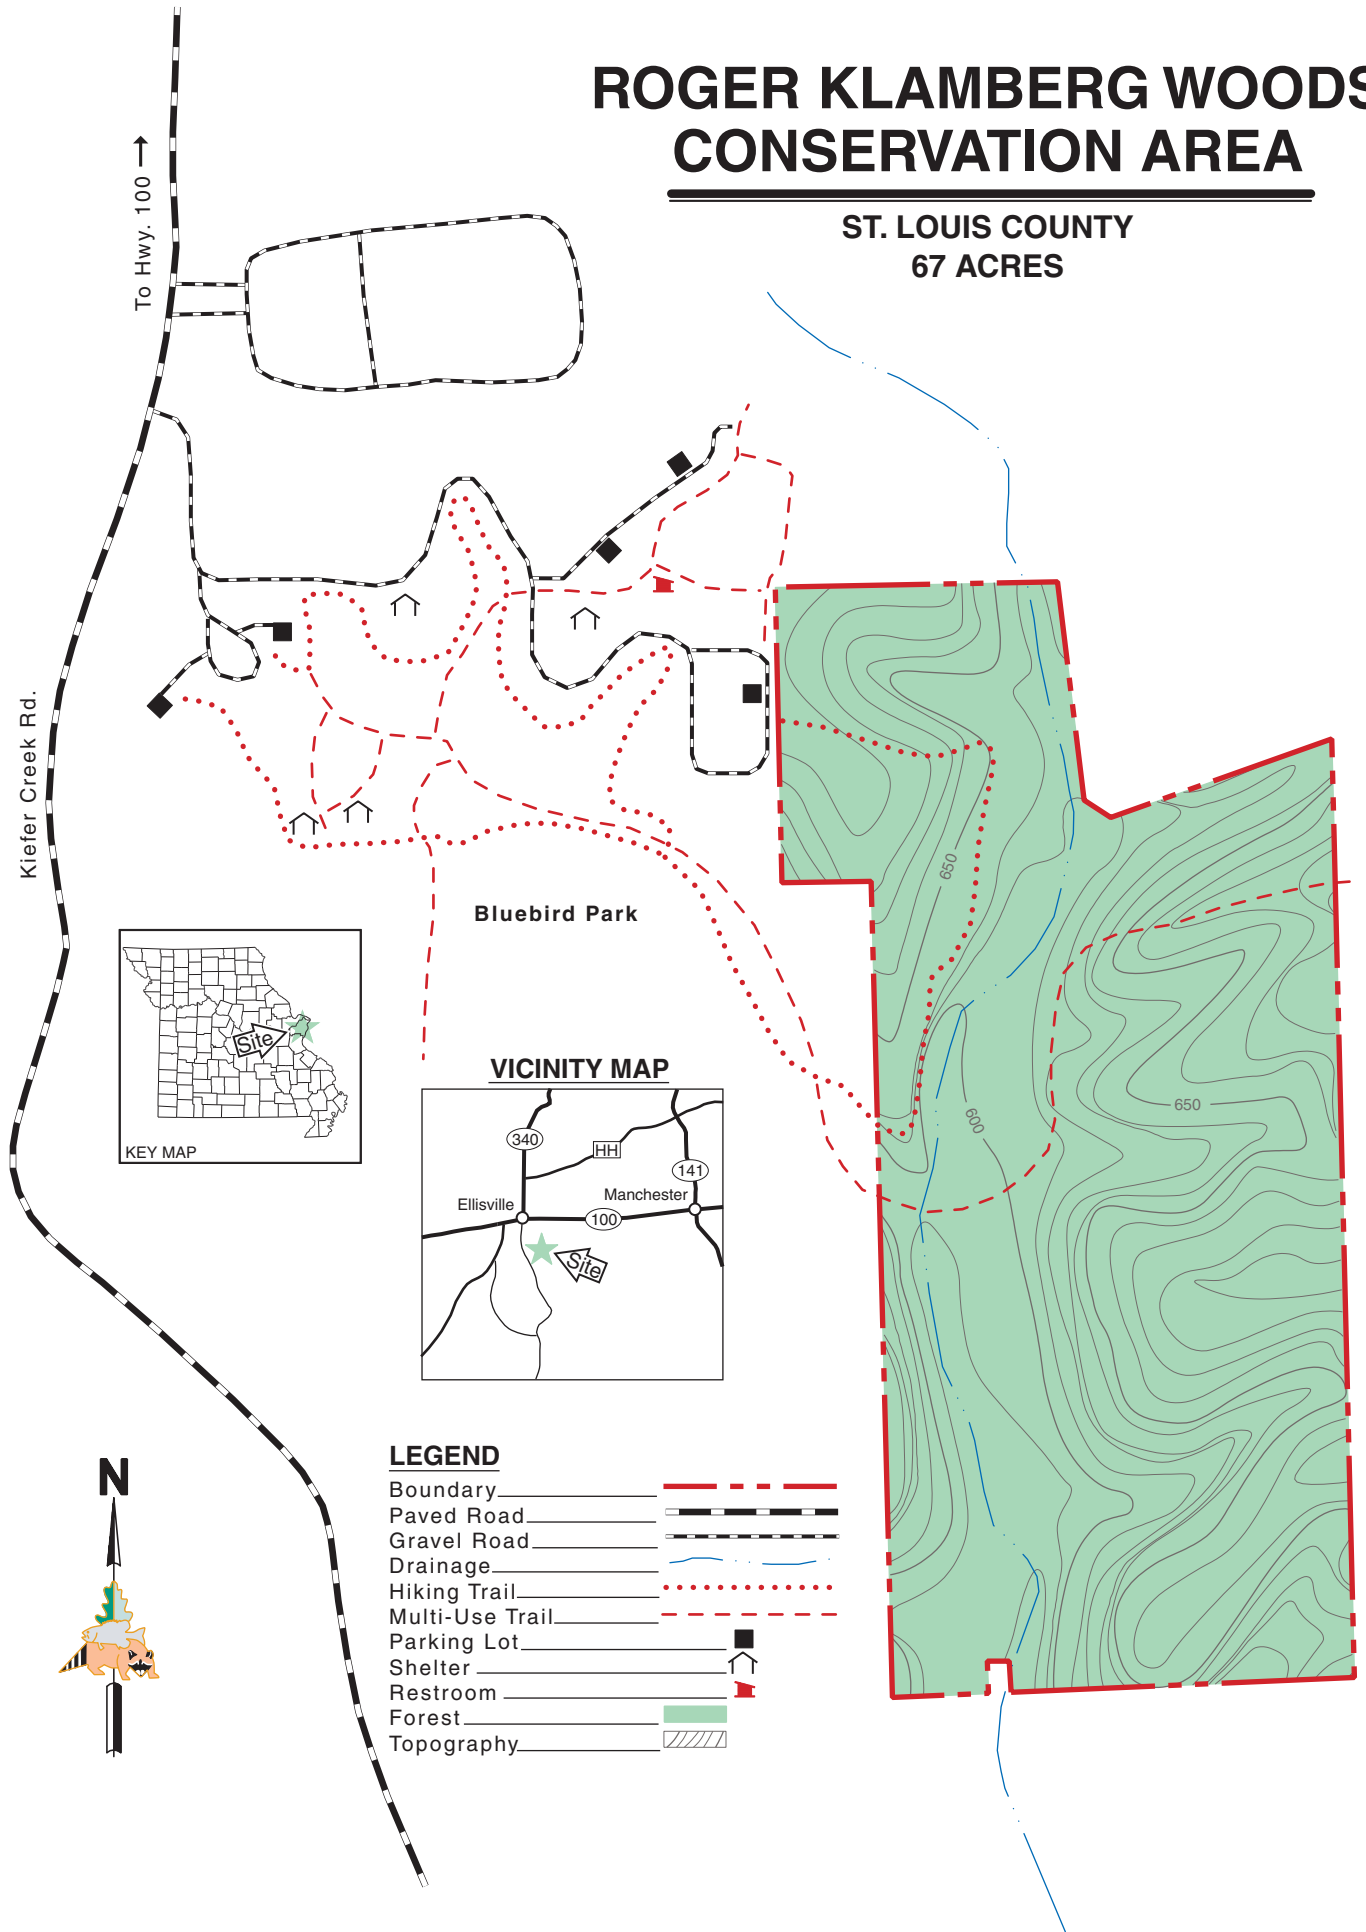 ROGER KLAMBERG WOODS
CONSERVATION AREA
ST. LOUIS COUNTY
67 ACRES
To Hwy. 100
Kiefer Creek Rd.
650
Bluebird Park
Site
KEY MAP
600
650
VICINITY MAP
340
HH
141
Ellisville
Manchester
100
Site
N
LEGEND
Boundary
Paved Road
Gravel Road
Drainage
Hiking Trail
Multi-Use Trail
Parking Lot
Shelter
Restroom
Forest
Topography